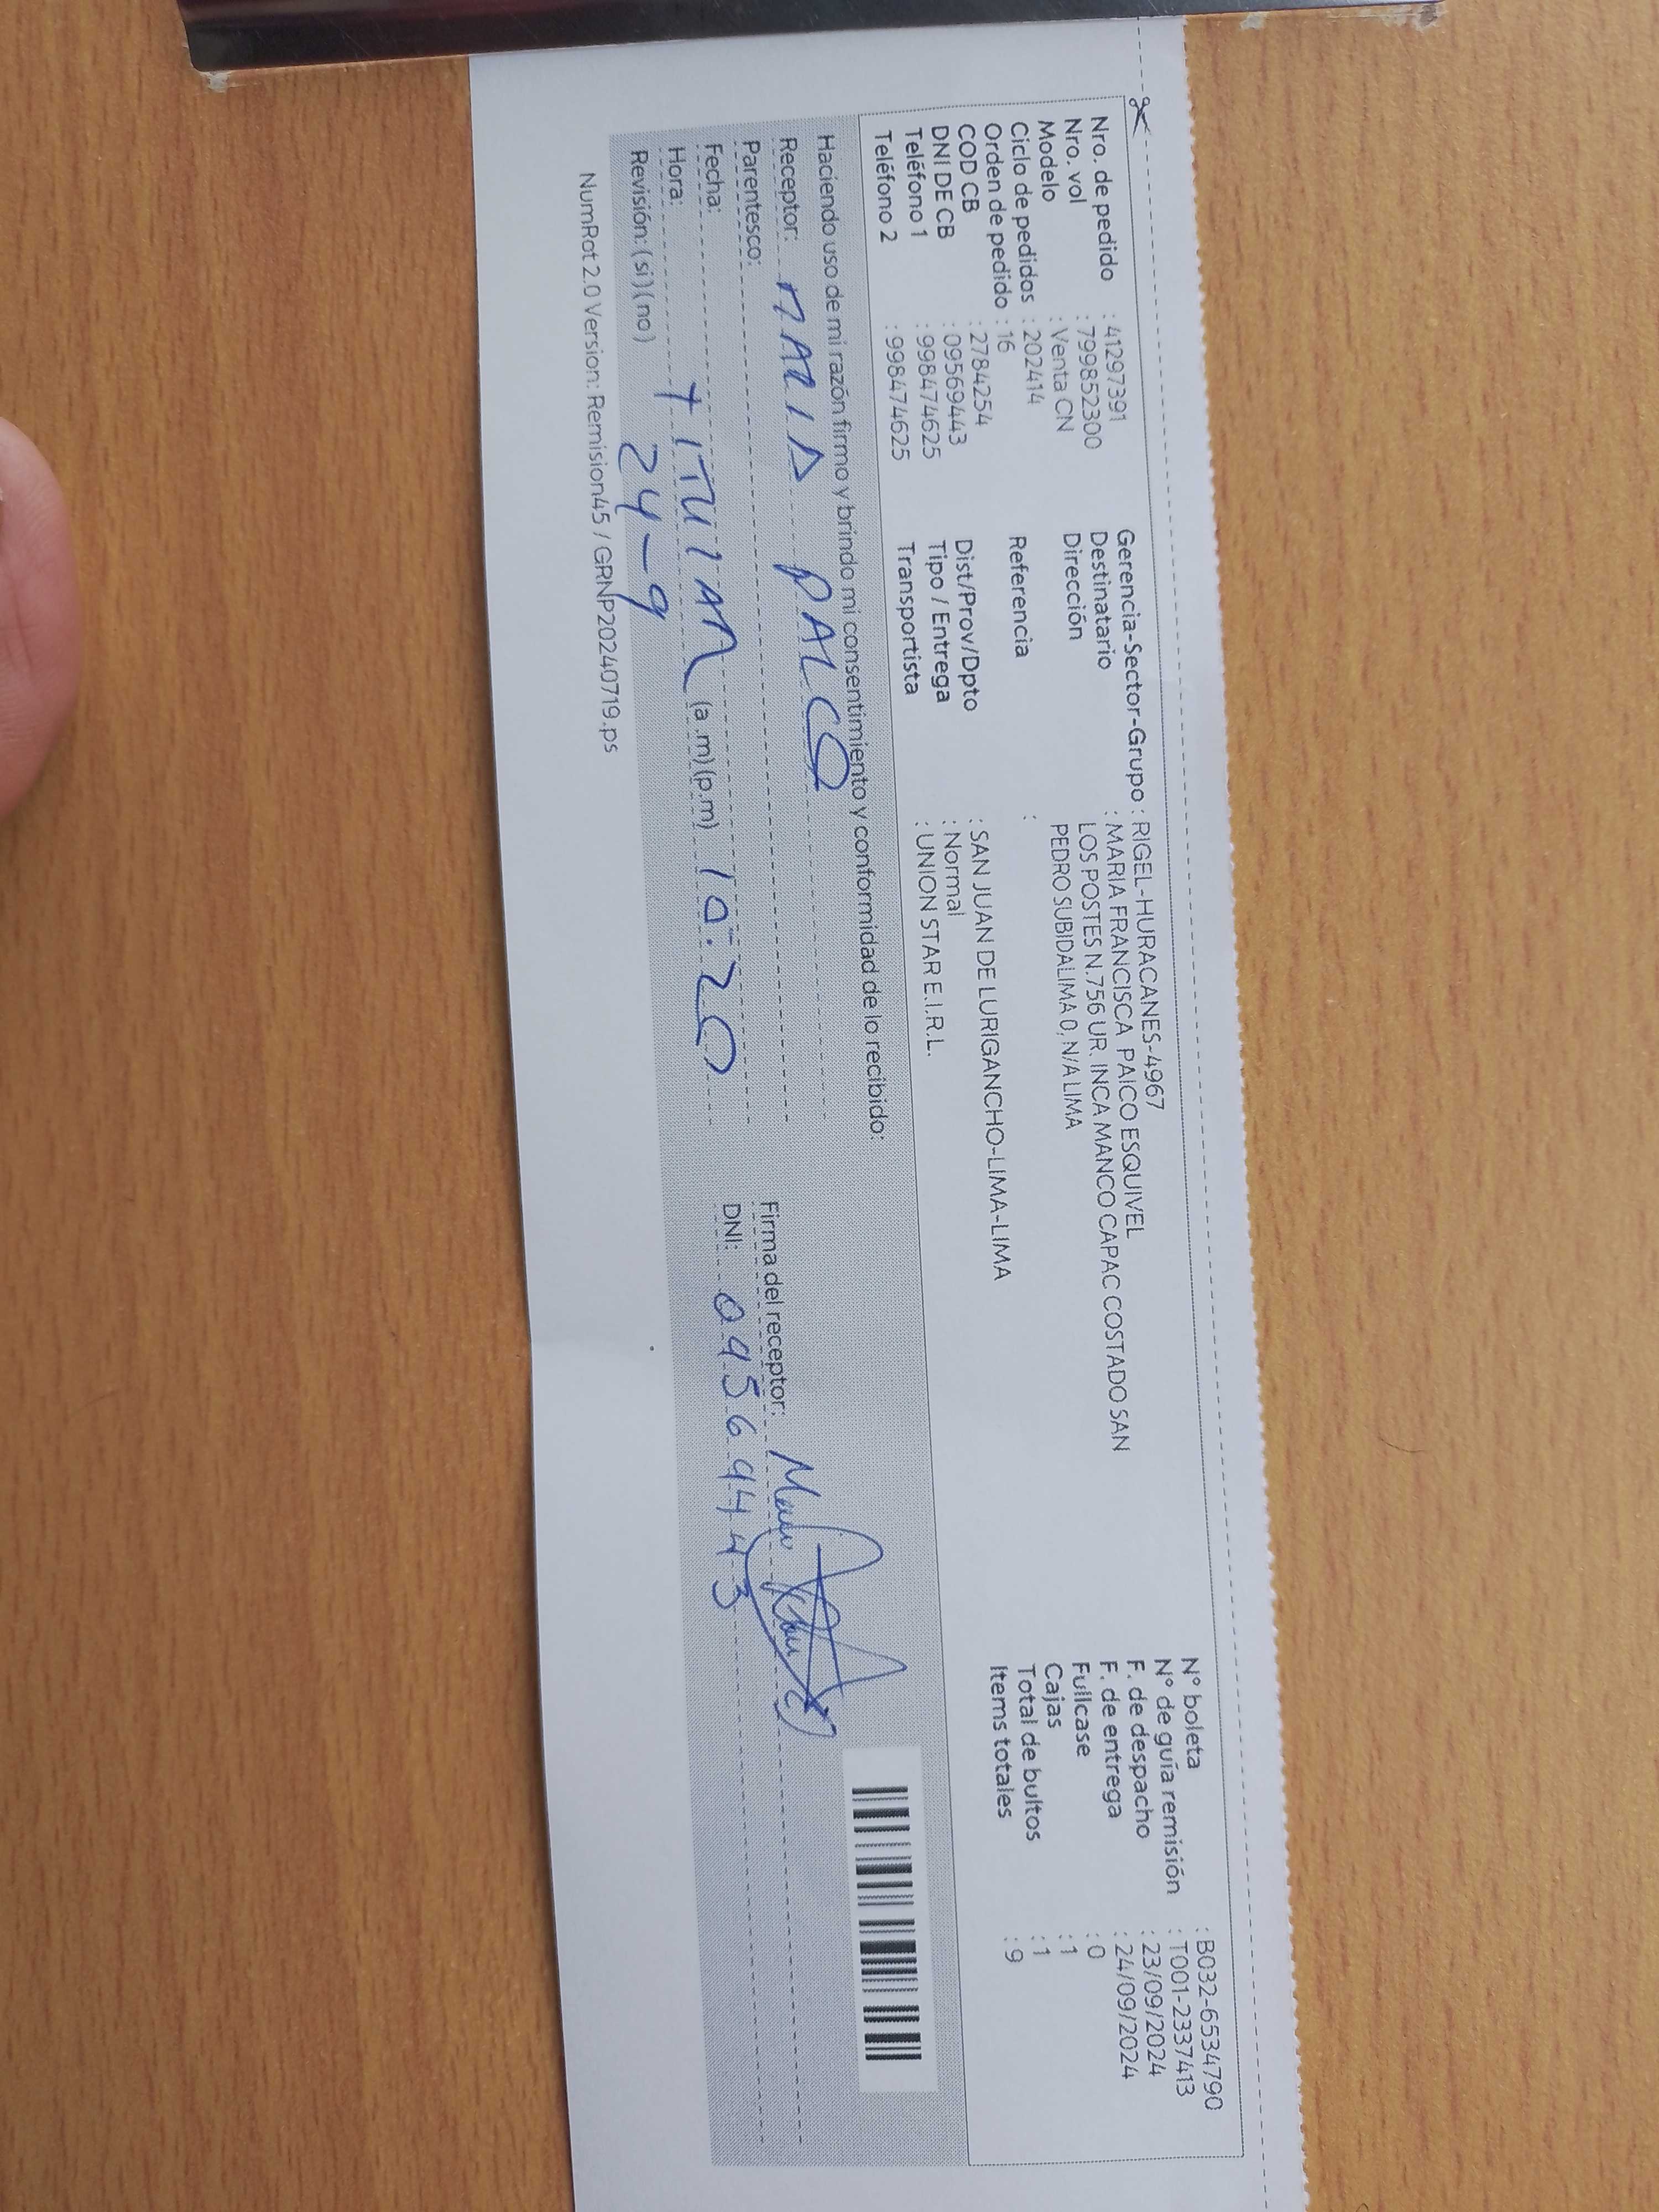 Nro. de pedido : 41297391
Nro. vol : 799852300
Modelo : Venta CN
Ciclo de pedidos : 202414
Orden de pedido : 16
COD CB : 2784254
DNI DE CB : 09569443
Teléfono 1 : 998474625
Teléfono 2 : 998474625
Gerencia-Sector-Grupo : RIGEL-HURACANES-4967
Destinatario : MARIA FRANCISCA PAICO ESQUIVEL
Dirección LOS POSTES N.756 UR. INCA MANCO CAPAC COSTADO SAN
PEDRO SUBIDALIMA 0, N/A LIMA
Referencia :
Dist/Prov/Dpto : SAN JUAN DE LURIGANCHO-LIMA-LIMA
Tipo / Entrega : Normal
Transportista : UNION STAR E.I.R.L.
N° boleta : B032-6534790
N° de guía remisión : T001-2337413
F. de despacho : 23/09/2024
F. de entrega : 24/09/2024
Fullcase : 0
Cajas : 1
Total de bultos : 1
Items totales : 9
Haciendo uso de mi razón firmo y brindo mi consentimiento y conformidad de lo recibido:
Receptor: MARIA PAICO
Parentesco: TITULAR
Fecha: 24-9
Hora: (a.m)(p.m) 10:20
Revisión: (si)(no)
Firma del receptor:
DNI: 09569443
NumRot 2.0 Version: Remision45 / GRNP20240719.ps